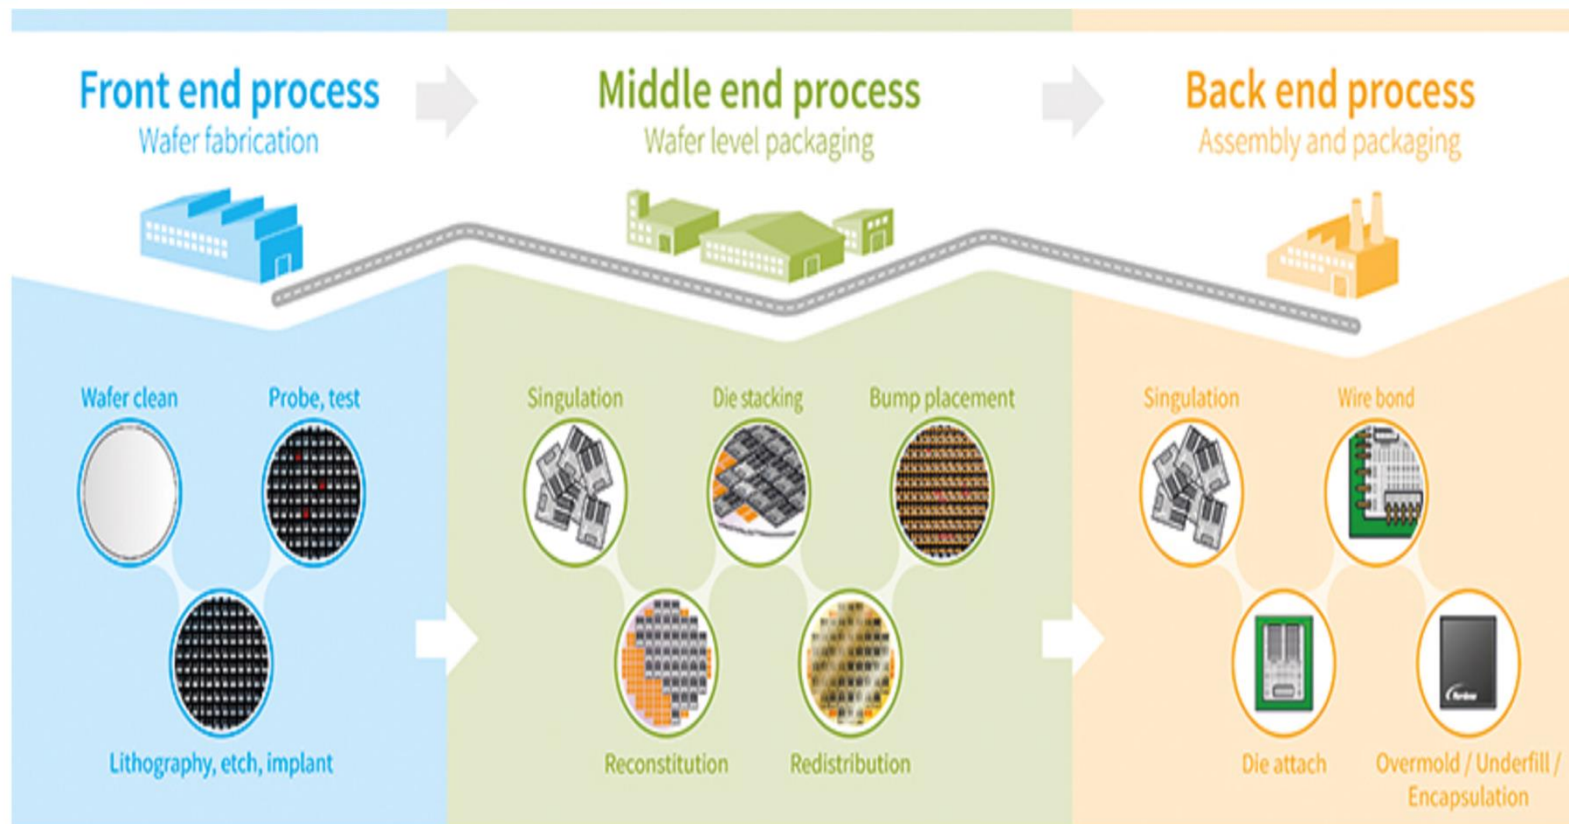 Front end process
Wafer fabrication
Middle end process
Wafer level packaging
Back end process
Assembly and packaging
Wafer clean
Probe, test
Lithography, etch, implant
Singulation
Die stacking
Bump placement
Reconstitution
Redistribution
Singulation
Wire bond
Die attach
Overmold / Underfill /
Encapsulation